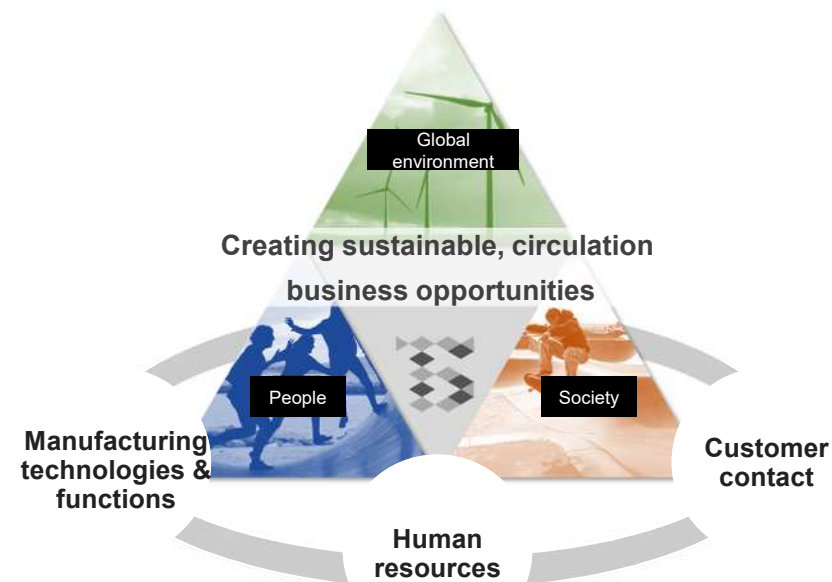 Global
environment
Creating sustainable, circulation
business opportunities
People
Society
Manufacturing
technologies &
functions
Customer
contact
Human
resources